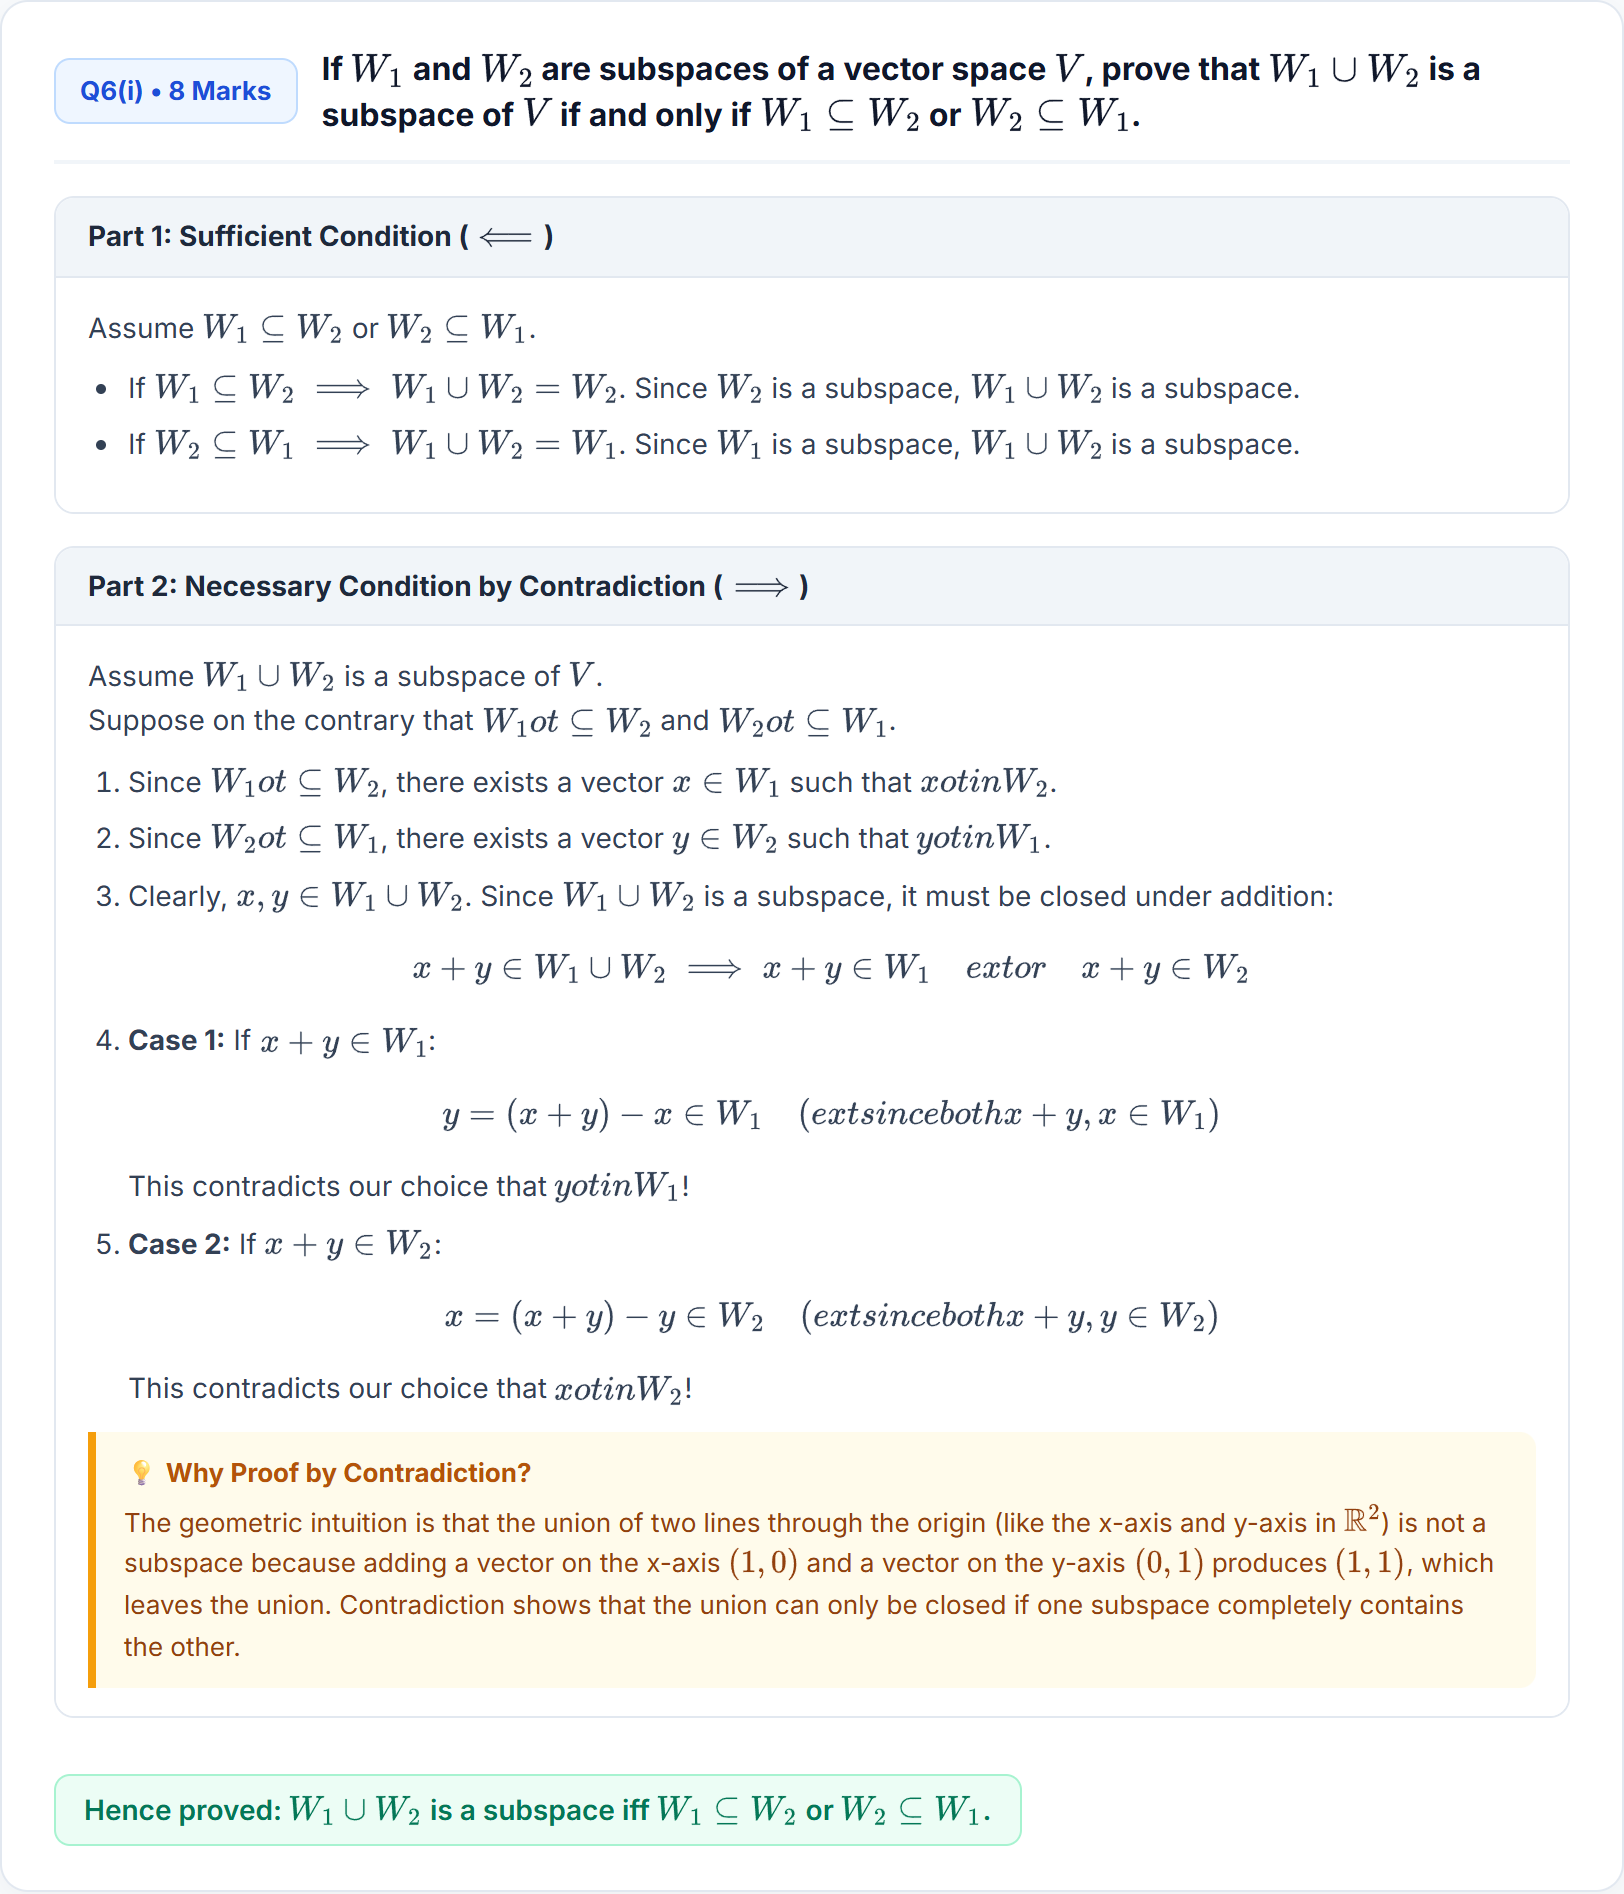 Q6(i) • 8 Marks
If W₁ and W₂ are subspaces of a vector space V, prove that W₁ ∪ W₂ is a
subspace of V if and only if W₁ ⊆ W₂ or W₂ ⊆ W₁.
Part 1: Sufficient Condition ( ⟸ )
Assume W₁ ⊆ W₂ or W₂ ⊆ W₁.
• If W₁ ⊆ W₂ ⟹ W₁ ∪ W₂ = W₂. Since W₂ is a subspace, W₁ ∪ W₂ is a subspace.
• If W₂ ⊆ W₁ ⟹ W₁ ∪ W₂ = W₁. Since W₁ is a subspace, W₁ ∪ W₂ is a subspace.
Part 2: Necessary Condition by Contradiction ( ⟹ )
Assume W₁ ∪ W₂ is a subspace of V.
Suppose on the contrary that W₁ot ⊆ W₂ and W₂ot ⊆ W₁.
1. Since W₁ot ⊆ W₂, there exists a vector x ∈ W₁ such that xotinW₂.
2. Since W₂ot ⊆ W₁, there exists a vector y ∈ W₂ such that yotinW₁.
3. Clearly, x, y ∈ W₁ ∪ W₂. Since W₁ ∪ W₂ is a subspace, it must be closed under addition:
x + y ∈ W₁ ∪ W₂ ⟹ x + y ∈ W₁ extor x + y ∈ W₂
4. Case 1: If x + y ∈ W₁:
y = (x + y) − x ∈ W₁ (extsincebothx + y, x ∈ W₁)
This contradicts our choice that yotinW₁!
5. Case 2: If x + y ∈ W₂:
x = (x + y) − y ∈ W₂ (extsincebothx + y, y ∈ W₂)
This contradicts our choice that xotinW₂!
💡 Why Proof by Contradiction?
The geometric intuition is that the union of two lines through the origin (like the x-axis and y-axis in ℝ²) is not a
subspace because adding a vector on the x-axis (1, 0) and a vector on the y-axis (0, 1) produces (1, 1), which
leaves the union. Contradiction shows that the union can only be closed if one subspace completely contains
the other.
Hence proved: W₁ ∪ W₂ is a subspace iff W₁ ⊆ W₂ or W₂ ⊆ W₁.